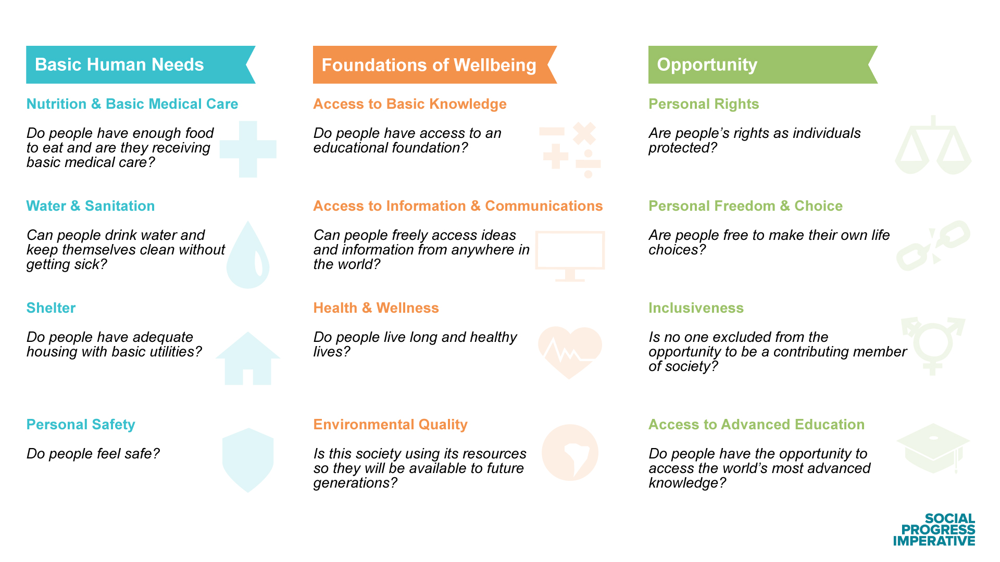 Basic Human Needs
Nutrition & Basic Medical Care
Do people have enough food
to eat and are they receiving
basic medical care?
Water & Sanitation
Can people drink water and
keep themselves clean without
getting sick?
Shelter
Do people have adequate
housing with basic utilities?
Personal Safety
Do people feel safe?
Foundations of Wellbeing
Access to Basic Knowledge
Do people have access to an
educational foundation?
Access to Information & Communications
Can people freely access ideas
and information from anywhere in
the world?
Health & Wellness
Do people live long and healthy
lives?
Environmental Quality
Is this society using its resources
so they will be available to future
generations?
Opportunity
Personal Rights
Are people’s rights as individuals
protected?
Personal Freedom & Choice
Are people free to make their own life
choices?
Inclusiveness
Is no one excluded from the
opportunity to be a contributing member
of society?
Access to Advanced Education
Do people have the opportunity to
access the world’s most advanced
knowledge?
SOCIAL
PROGRESS
IMPERATIVE